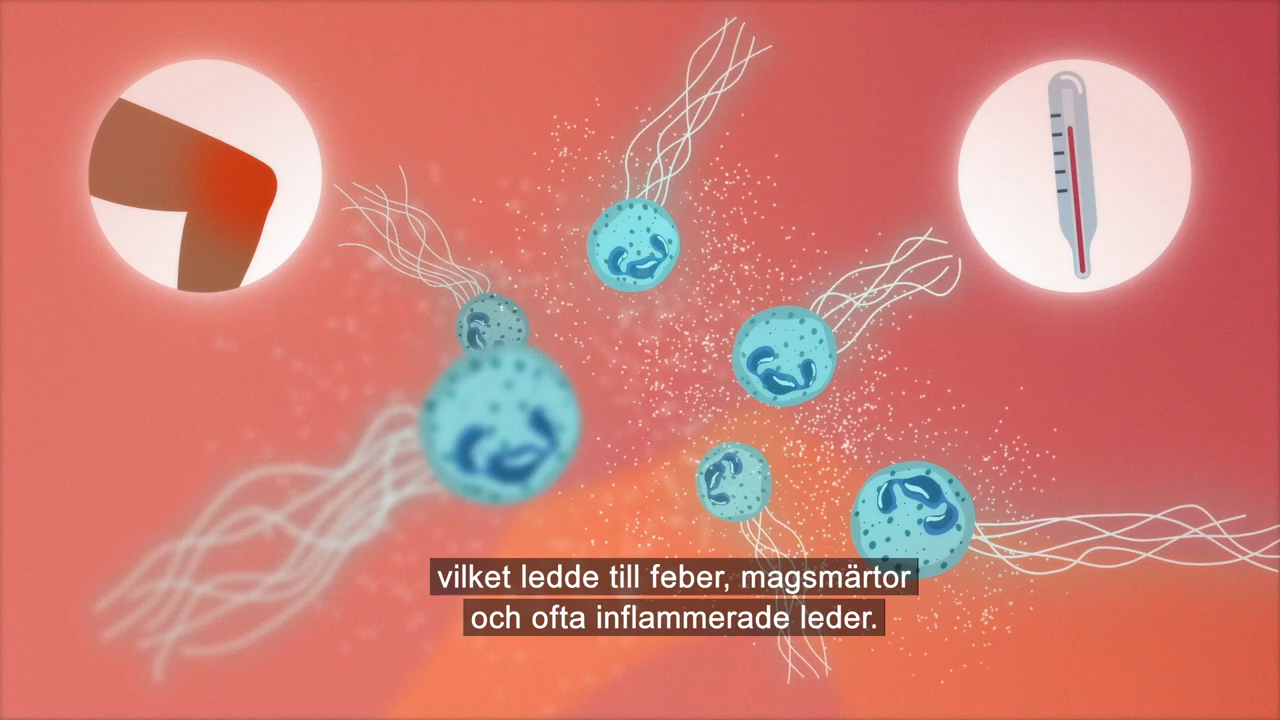 vilket ledde till feber, magsmärtor
och ofta inflammerade leder.